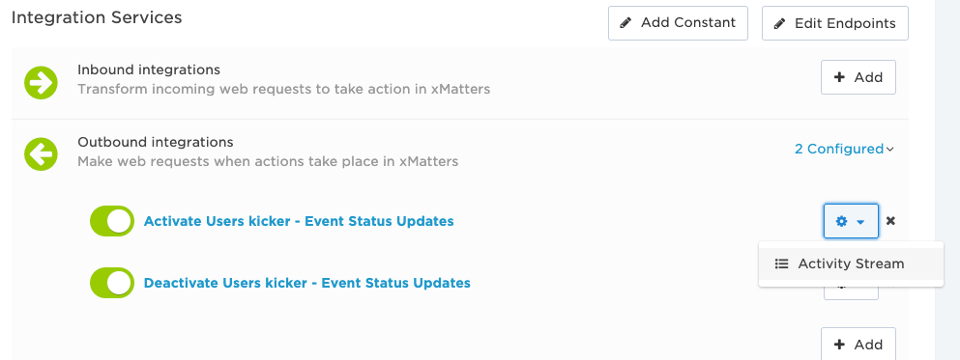 Integration Services
Add Constant
Edit Endpoints
Inbound integrations
Transform incoming web requests to take action in xMatters
Add
Outbound integrations
Make web requests when actions take place in xMatters
2 Configured
Activate Users kicker - Event Status Updates
Activity Stream
Deactivate Users kicker - Event Status Updates
Add